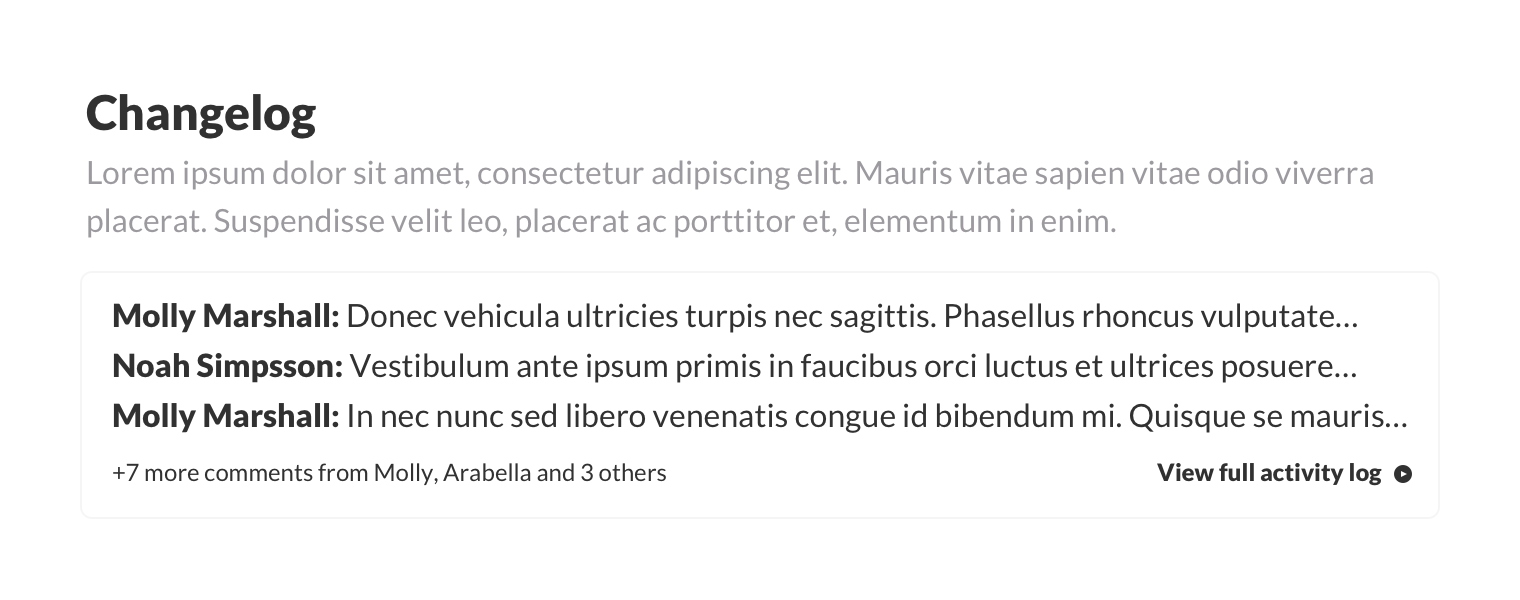 Changelog
Lorem ipsum dolor sit amet, consectetur adipiscing elit. Mauris vitae sapien vitae odio viverra
placerat. Suspendisse velit leo, placerat ac porttitor et, elementum in enim.
Molly Marshall: Donec vehicula ultricies turpis nec sagittis. Phasellus rhoncus vulputate…
Noah Simpsson: Vestibulum ante ipsum primis in faucibus orci luctus et ultrices posuere…
Molly Marshall: In nec nunc sed libero venenatis congue id bibendum mi. Quisque se mauris…
+7 more comments from Molly, Arabella and 3 others
View full activity log